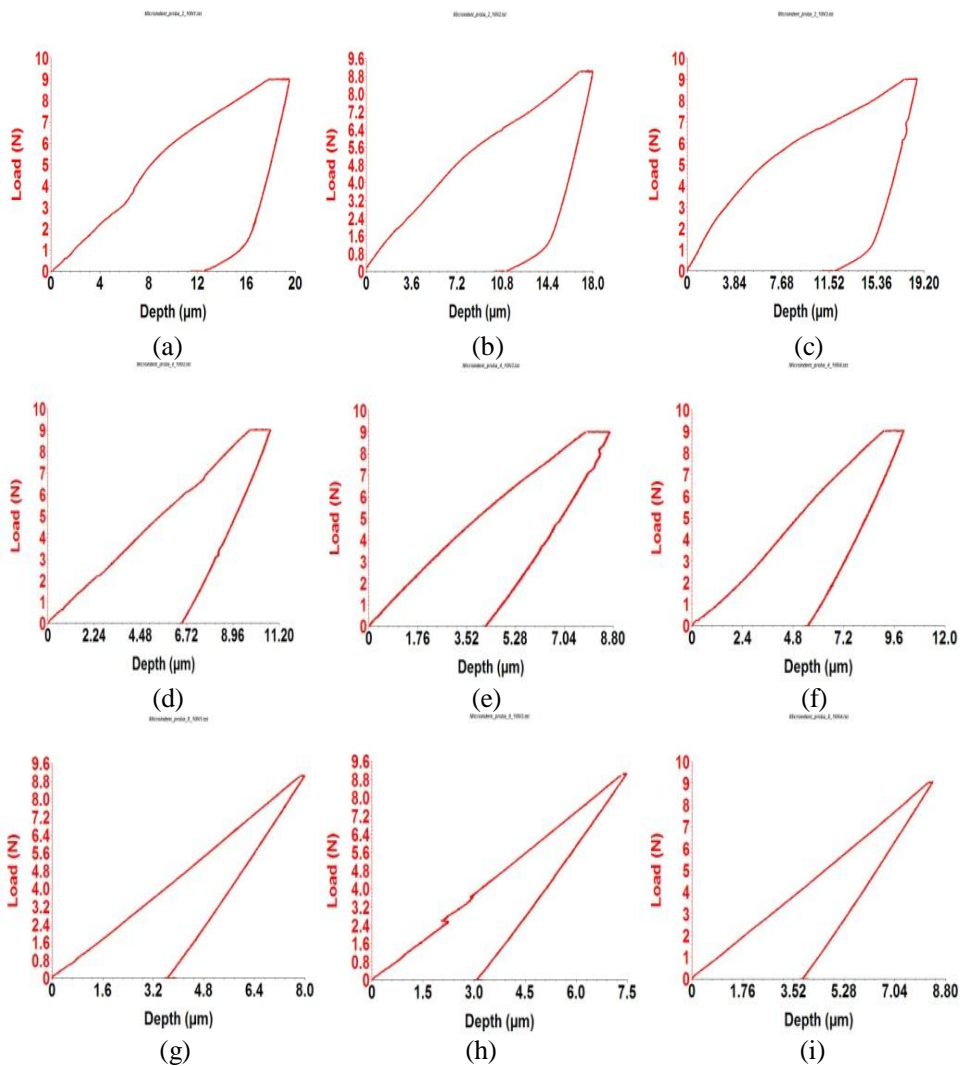 Microindent_proba_2_10W1.txt
Microindent_proba_2_10W2.txt
Microindent_proba_2_10W3.txt
10
9
8
7
6
5
4
3
2
1
0
Load (N)
0 4 8 12 16 20
Depth (µm)
(a)
9.6
8.8
8.0
7.2
6.4
5.6
4.8
4.0
3.2
2.4
1.6
0.8
0
Load (N)
0 3.6 7.2 10.8 14.4 18.0
Depth (µm)
(b)
10
9
8
7
6
5
4
3
2
1
0
Load (N)
0 3.84 7.68 11.52 15.36 19.20
Depth (µm)
(c)
10
9
8
7
6
5
4
3
2
1
0
Load (N)
0 2.24 4.48 6.72 8.96 11.20
Depth (µm)
(d)
10
9
8
7
6
5
4
3
2
1
0
Load (N)
0 1.76 3.52 5.28 7.04 8.80
Depth (µm)
(e)
10
9
8
7
6
5
4
3
2
1
0
Load (N)
0 2.4 4.8 7.2 9.6 12.0
Depth (µm)
(f)
9.6
8.8
8.0
7.2
6.4
5.6
4.8
4.0
3.2
2.4
1.6
0.8
0
Load (N)
0 1.6 3.2 4.8 6.4 8.0
Depth (µm)
(g)
9.6
8.8
8.0
7.2
6.4
5.6
4.8
4.0
3.2
2.4
1.6
0.8
0
Load (N)
0 1.5 3.0 4.5 6.0 7.5
Depth (µm)
(h)
10
9
8
7
6
5
4
3
2
1
0
Load (N)
0 1.76 3.52 5.28 7.04 8.80
Depth (µm)
(i)